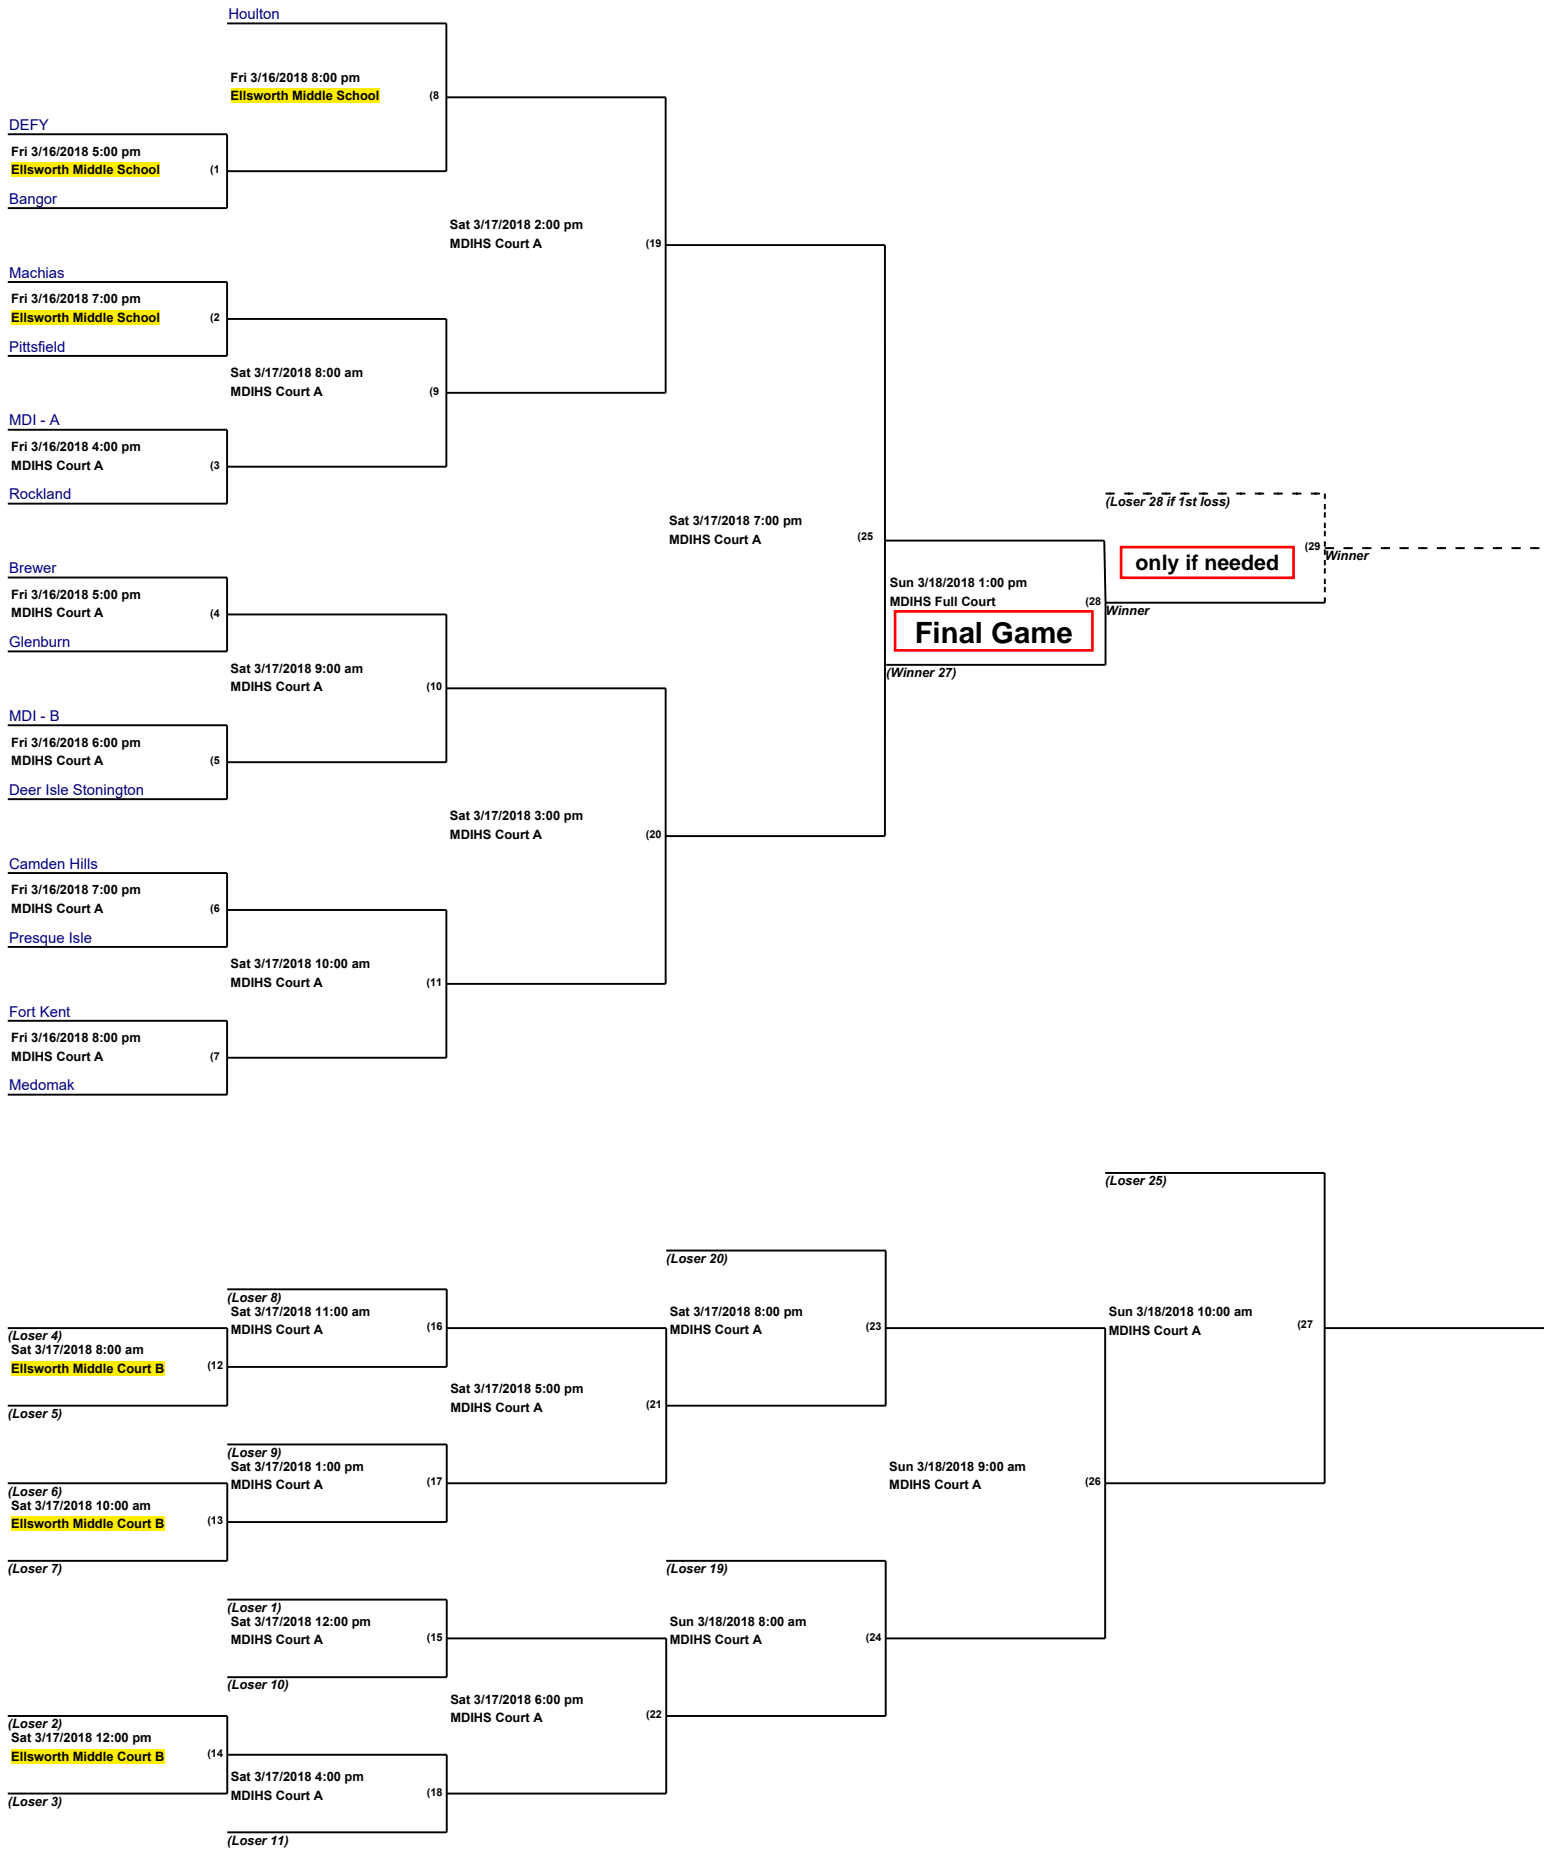 Houlton
Fri 3/16/2018 8:00 pm
Ellsworth Middle School (8
DEFY
Fri 3/16/2018 5:00 pm
Ellsworth Middle School (1
Bangor
Sat 3/17/2018 2:00 pm
MDIHS Court A (19
Machias
Fri 3/16/2018 7:00 pm
Ellsworth Middle School (2
Pittsfield
Sat 3/17/2018 8:00 am
MDIHS Court A (9
MDI - A
Fri 3/16/2018 4:00 pm
MDIHS Court A (3
Rockland
(Loser 28 if 1st loss)
Sat 3/17/2018 7:00 pm
MDIHS Court A (25
(29
Winner
only if needed
Brewer
Fri 3/16/2018 5:00 pm
MDIHS Court A (4
Glenburn
Sun 3/18/2018 1:00 pm
MDIHS Full Court (28
Winner
Final Game
(Winner 27)
Sat 3/17/2018 9:00 am
MDIHS Court A (10
MDI - B
Fri 3/16/2018 6:00 pm
MDIHS Court A (5
Deer Isle Stonington
Sat 3/17/2018 3:00 pm
MDIHS Court A (20
Camden Hills
Fri 3/16/2018 7:00 pm
MDIHS Court A (6
Presque Isle
Sat 3/17/2018 10:00 am
MDIHS Court A (11
Fort Kent
Fri 3/16/2018 8:00 pm
MDIHS Court A (7
Medomak
(Loser 25)
(Loser 20)
(Loser 8)
Sat 3/17/2018 11:00 am
MDIHS Court A (16
Sat 3/17/2018 8:00 pm
MDIHS Court A (23
Sun 3/18/2018 10:00 am
MDIHS Court A (27
(Loser 4)
Sat 3/17/2018 8:00 am
Ellsworth Middle Court B (12
(Loser 5)
Sat 3/17/2018 5:00 pm
MDIHS Court A (21
(Loser 9)
Sat 3/17/2018 1:00 pm
MDIHS Court A (17
Sun 3/18/2018 9:00 am
MDIHS Court A (26
(Loser 6)
Sat 3/17/2018 10:00 am
Ellsworth Middle Court B (13
(Loser 7)
(Loser 19)
(Loser 1)
Sat 3/17/2018 12:00 pm
MDIHS Court A (15
(Loser 10)
Sun 3/18/2018 8:00 am
MDIHS Court A (24
Sat 3/17/2018 6:00 pm
MDIHS Court A (22
(Loser 2)
Sat 3/17/2018 12:00 pm
Ellsworth Middle Court B (14
(Loser 3)
Sat 3/17/2018 4:00 pm
MDIHS Court A (18
(Loser 11)